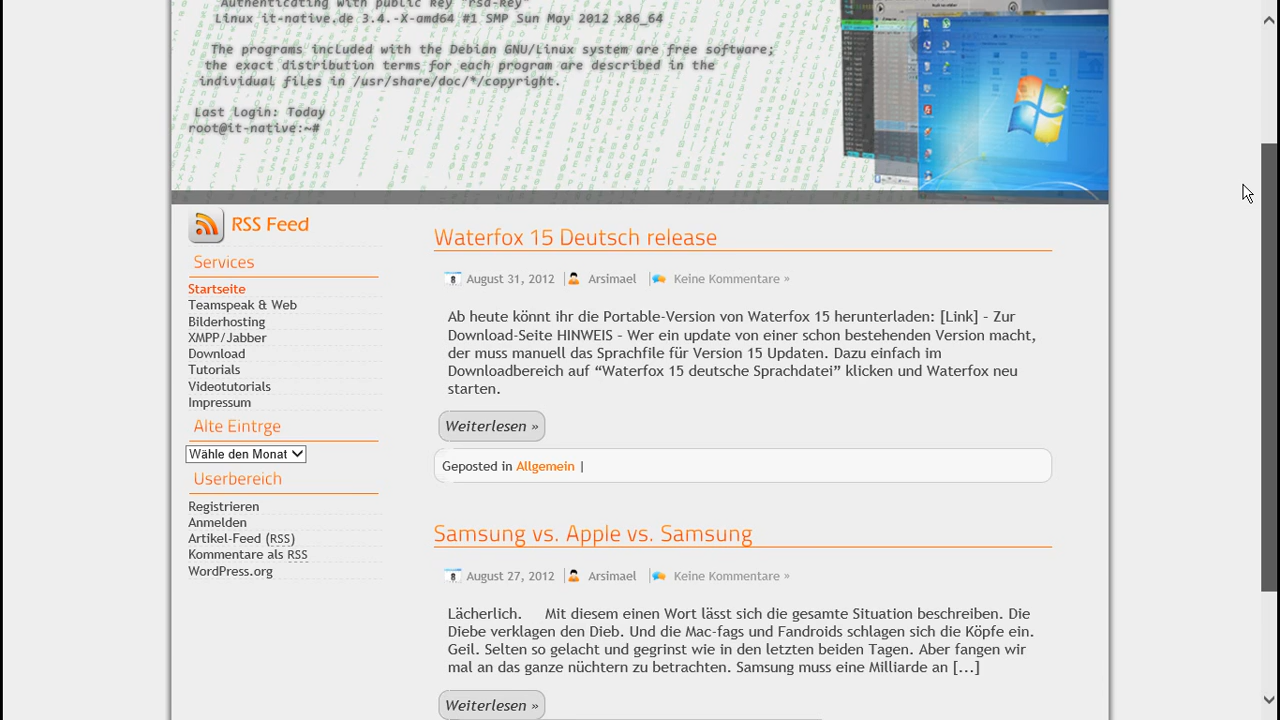 Authenticating with public key "rsa-key"
Linux it-native.de 3.4.-X-amd64 #1 SMP Sun May 2012 x86_64
The programs included with the Debian GNU/Linux system are free software;
the exact distribution terms for each program are described in the
individual files in /usr/share/doc/*/copyright.
Last login: Today
root@it-native:~#
RSS Feed
Services
Startseite
Teamspeak & Web
Bilderhosting
XMPP/Jabber
Download
Tutorials
Videotutorials
Impressum
Alte Eintrge
Wähle den Monat
Userbereich
Registrieren
Anmelden
Artikel-Feed (RSS)
Kommentare als RSS
WordPress.org
Waterfox 15 Deutsch release
8 August 31, 2012 | Arsimael | Keine Kommentare »
Ab heute könnt ihr die Portable-Version von Waterfox 15 herunterladen: [Link] – Zur
Download-Seite HINWEIS – Wer ein update von einer schon bestehenden Version macht,
der muss manuell das Sprachfile für Version 15 Updaten. Dazu einfach im
Downloadbereich auf “Waterfox 15 deutsche Sprachdatei” klicken und Waterfox neu
starten.
Weiterlesen »
Geposted in Allgemein |
Samsung vs. Apple vs. Samsung
8 August 27, 2012 | Arsimael | Keine Kommentare »
Lächerlich. Mit diesem einen Wort lässt sich die gesamte Situation beschreiben. Die
Diebe verklagen den Dieb. Und die Mac-fags und Fandroids schlagen sich die Köpfe ein.
Geil. Selten so gelacht und gegrinst wie in den letzten beiden Tagen. Aber fangen wir
mal an das ganze nüchtern zu betrachten. Samsung muss eine Milliarde an [...]
Weiterlesen »